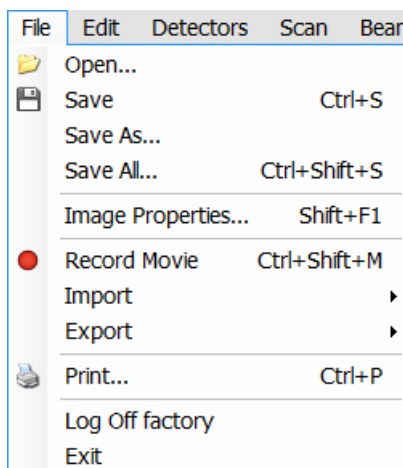 File Edit Detectors Scan
Open...
Save Ctrl+S
Save As...
Save All... Ctrl+Shift+S
Image Properties... Shift+F1
Record Movie Ctrl+Shift+M
Import
Export
Print... Ctrl+P
Log Off factory
Exit